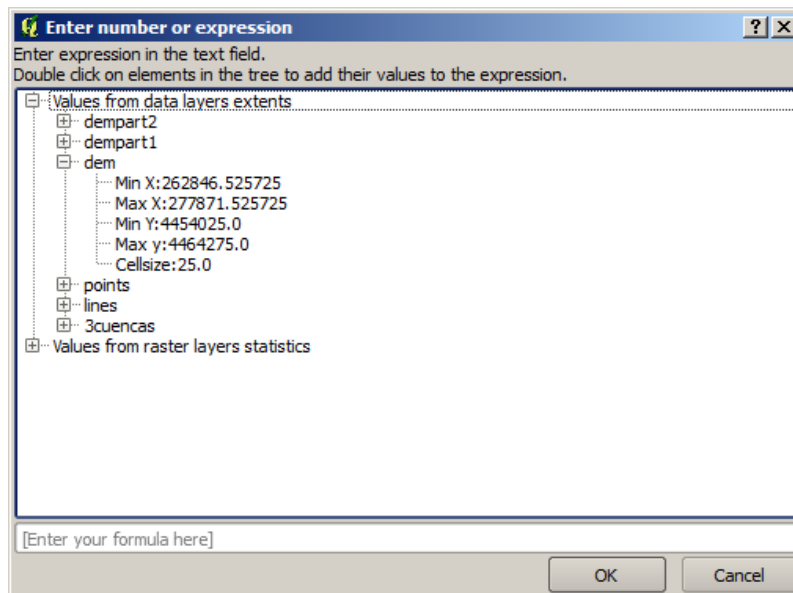 Enter number or expression
Enter expression in the text field.
Double click on elements in the tree to add their values to the expression.
Values from data layers extents
dempart2
dempart1
dem
Min X:262846.525725
Max X:277871.525725
Min Y:4454025.0
Max y:4464275.0
Cellsize:25.0
points
lines
3cuencas
Values from raster layers statistics
[Enter your formula here]
OK Cancel